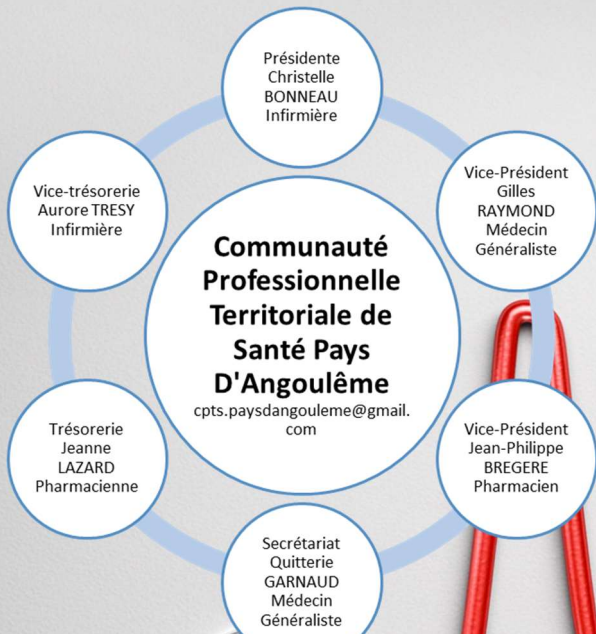 Présidente
Christelle
BONNEAU
Infirmière
Vice-trésorerie
Aurore TRESY
Infirmière
Vice-Président
Gilles
RAYMOND
Médecin
Généraliste
Communauté
Professionnelle
Territoriale de
Santé Pays
D'Angoulême
cpts.paysdangouleme@gmail.
com
Trésorerie
Jeanne
LAZARD
Pharmacienne
Vice-Président
Jean-Philippe
BREGERE
Pharmacien
Secrétariat
Quitterie
GARNAUD
Médecin
Généraliste